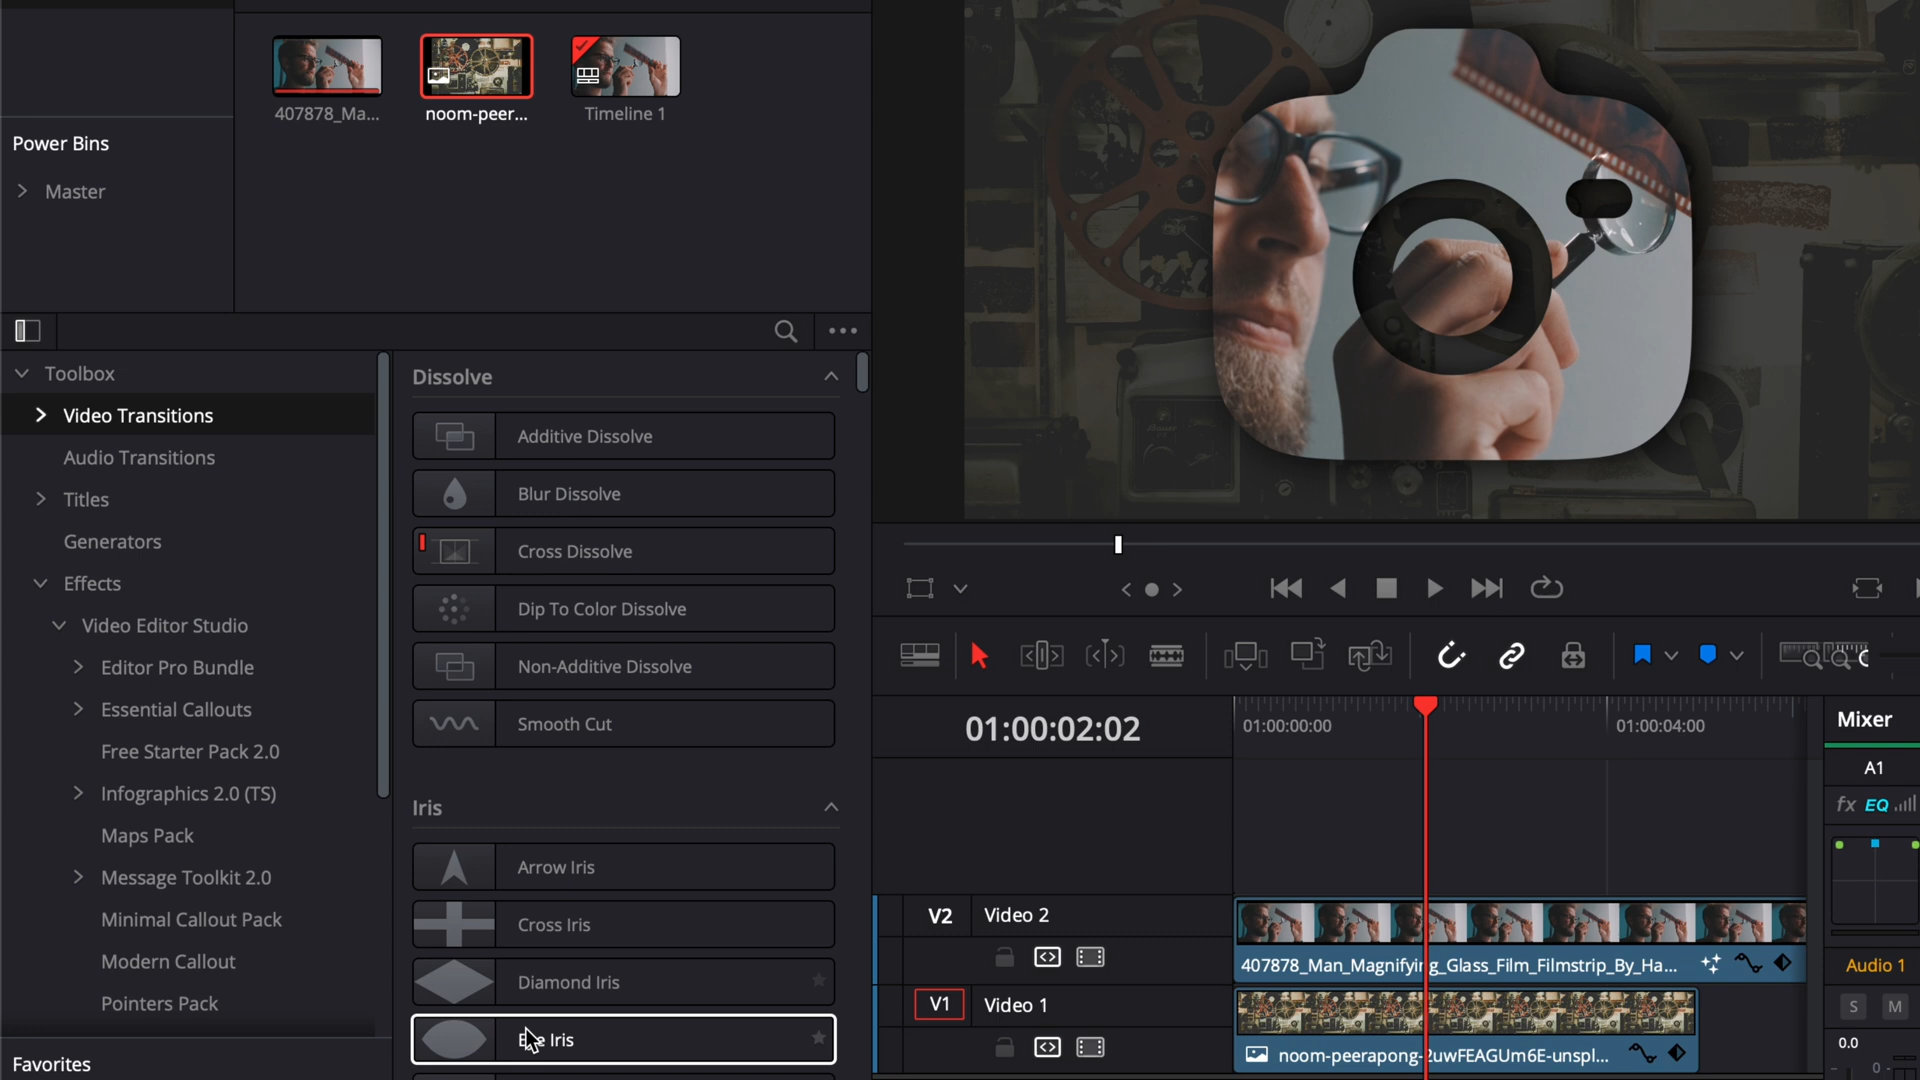 407878_Ma...
noom-peer...
Timeline 1
Power Bins
Master
Toolbox
Video Transitions
Audio Transitions
Titles
Generators
Effects
Video Editor Studio
Editor Pro Bundle
Essential Callouts
Free Starter Pack 2.0
Infographics 2.0 (TS)
Maps Pack
Message Toolkit 2.0
Minimal Callout Pack
Modern Callout
Pointers Pack
Favorites
Dissolve
Additive Dissolve
Blur Dissolve
Cross Dissolve
Dip To Color Dissolve
Non-Additive Dissolve
Smooth Cut
Iris
Arrow Iris
Cross Iris
Diamond Iris
Iris
01:00:02:02
01:00:00:00
01:00:04:00
V2
Video 2
407878_Man_Magnifying_Glass_Film_Filmstrip_By_Ha...
V1
Video 1
Mixer
A1
fx EQ
Audio 1
S M
0.0
0